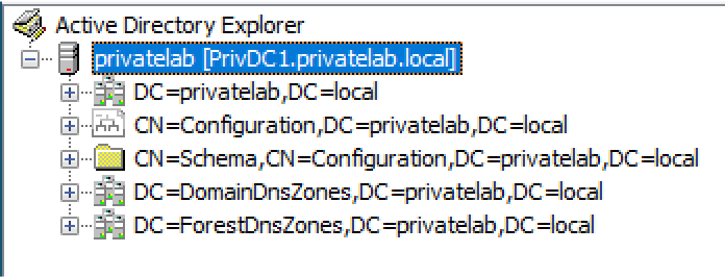 Active Directory Explorer
privatelab [PrivDC1.privatelab.local]
DC=privatelab,DC=local
CN=Configuration,DC=privatelab,DC=local
CN=Schema,CN=Configuration,DC=privatelab,DC=local
DC=DomainDnsZones,DC=privatelab,DC=local
DC=ForestDnsZones,DC=privatelab,DC=local